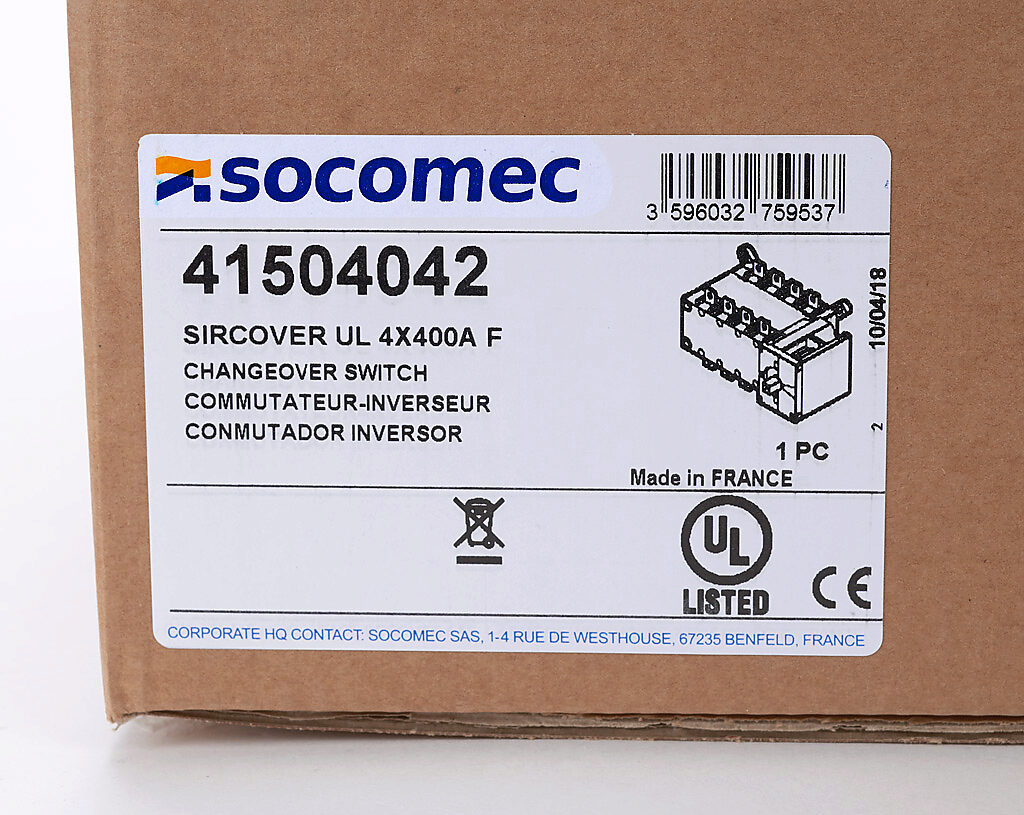 socomec
3 596032 759537
41504042
SIRCOVER UL 4X400A F
CHANGEOVER SWITCH
COMMUTATEUR-INVERSEUR
CONMUTADOR INVERSOR
10/04/18
2
1 PC
Made in FRANCE
UL
LISTED
CE
CORPORATE HQ CONTACT: SOCOMEC SAS, 1-4 RUE DE WESTHOUSE, 67235 BENFELD, FRANCE